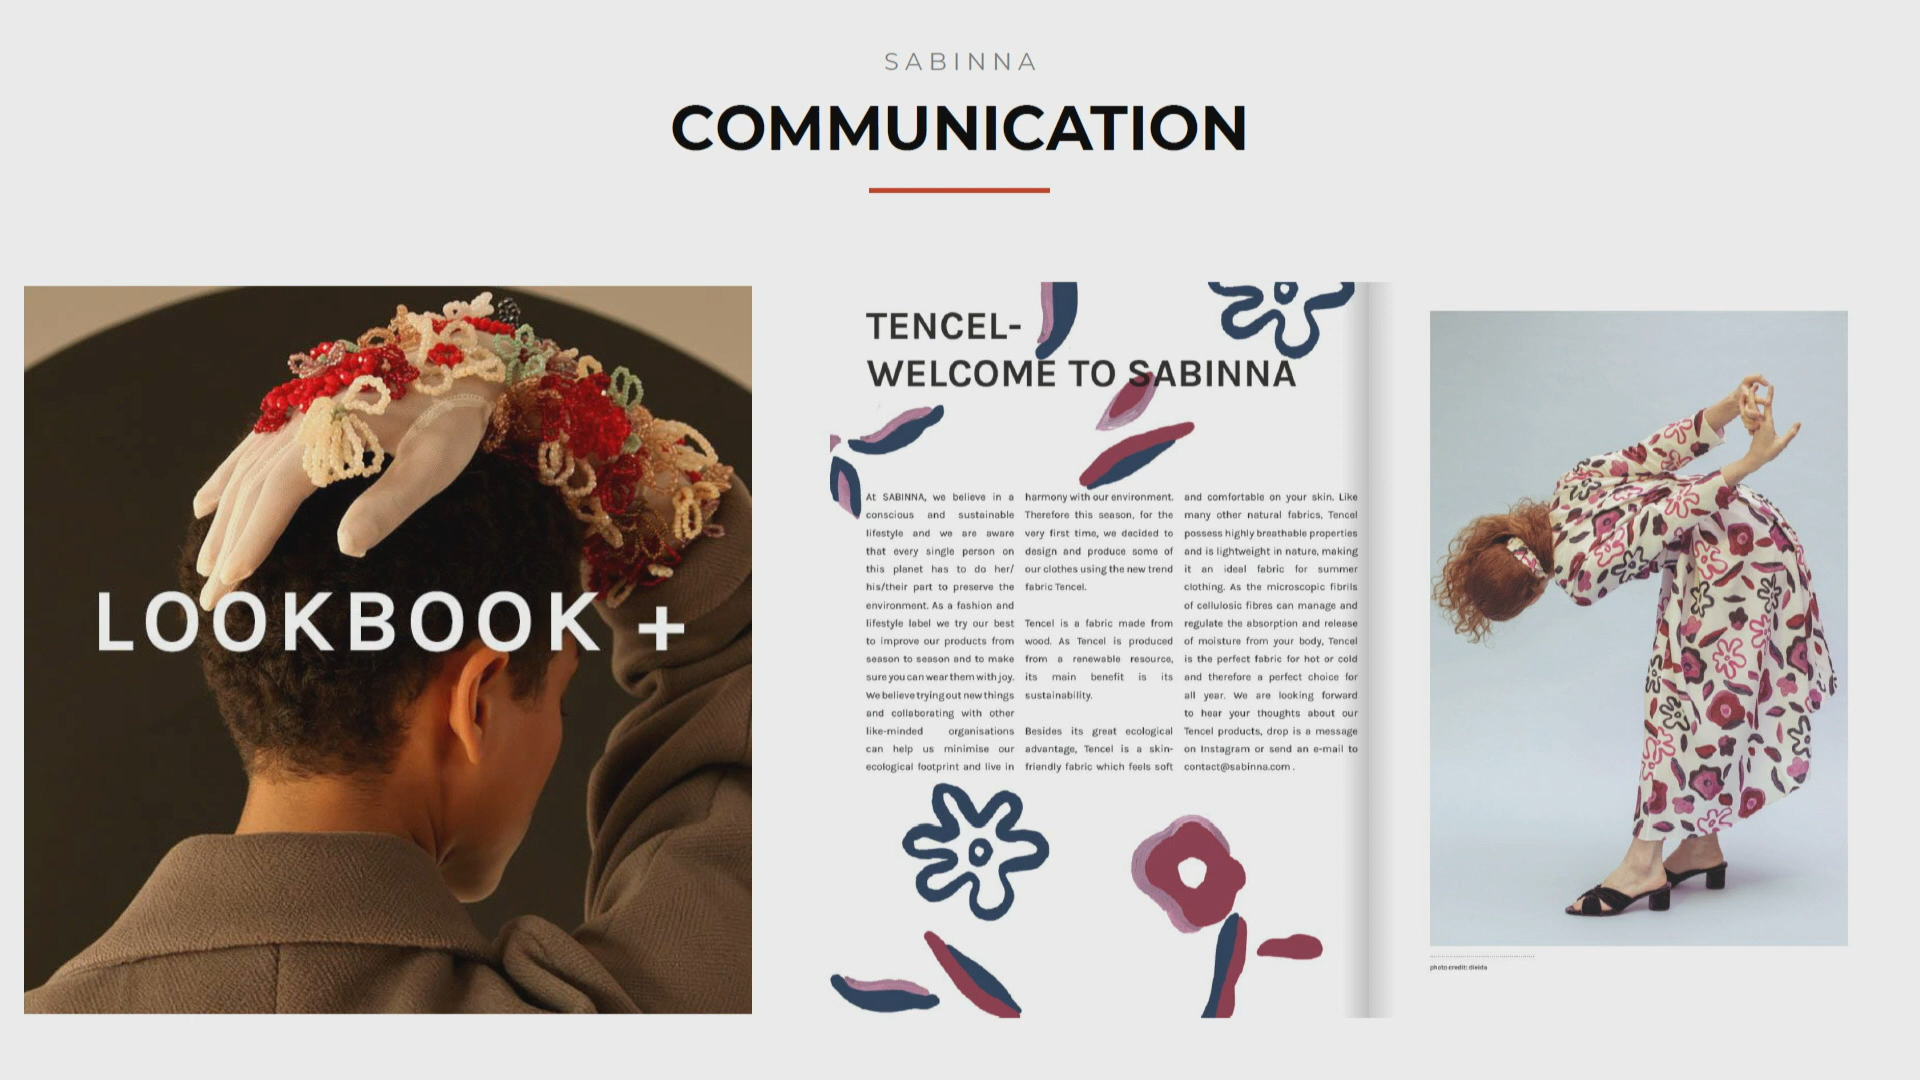 SABINNA
COMMUNICATION
LOOKBOOK +
TENCEL-
WELCOME TO SABINNA
At SABINNA, we believe in a
conscious and sustainable
lifestyle and we are aware
that every single person on
this planet has to do her/
his/their part to preserve the
environment. As a fashion and
lifestyle label we try our best
to improve our products from
season to season and to make
sure you can wear them with joy.
We believe trying out new things
and collaborating with other
like-minded organisations
can help us minimise our
ecological footprint and live in
harmony with our environment.
Therefore this season, for the
very first time, we decided to
design and produce some of
our clothes using the new trend
fabric Tencel.
Tencel is a fabric made from
wood. As Tencel is produced
from a renewable resource,
its main benefit is its
sustainability.
Besides its great ecological
advantage, Tencel is a skin-
friendly fabric which feels soft
and comfortable on your skin. Like
many other natural fabrics, Tencel
possess highly breathable properties
and is lightweight in nature, making
it an ideal fabric for summer
clothing. As the microscopic fibrils
of cellulosic fibres can manage and
regulate the absorption and release
of moisture from your body, Tencel
is the perfect fabric for hot or cold
and therefore a perfect choice for
all year. We are looking forward
to hear your thoughts about our
Tencel products, drop is a message
on Instagram or send an e-mail to
contact@sabinna.com .
photo credit: